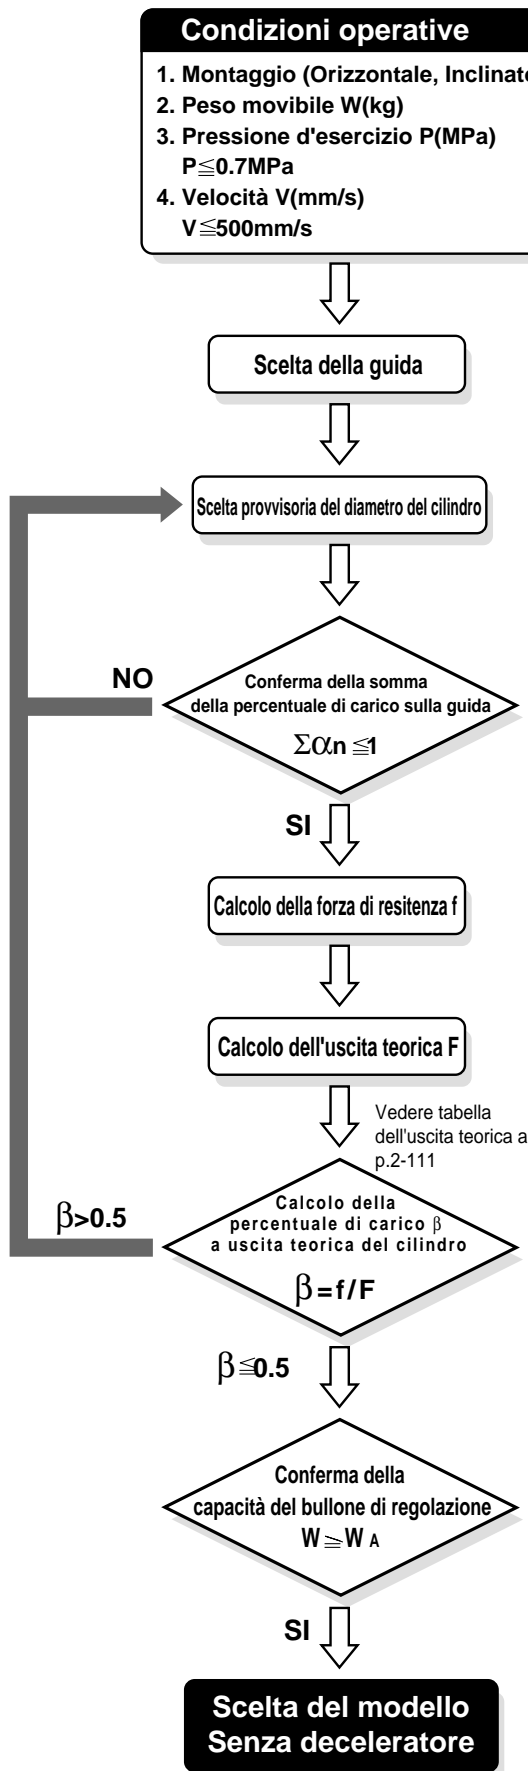 Condizioni operative
1. Montaggio (Orizzontale, Inclinato
2. Peso movibile W(kg)
3. Pressione d'esercizio P(MPa)
P≦0.7MPa
4. Velocità V(mm/s)
V≦500mm/s
Scelta della guida
Scelta provvisoria del diametro del cilindro
NO
Conferma della somma
della percentuale di carico sulla guida
Σαn ≦1
SI
Calcolo della forza di resitenza f
Calcolo dell'uscita teorica F
Vedere tabella
dell'uscita teorica a
p.2-111
β>0.5
Calcolo della
percentuale di carico β
a uscita teorica del cilindro
β=f/F
β≦0.5
Conferma della
capacità del bullone di regolazione
W≧W A
SI
Scelta del modello
Senza deceleratore